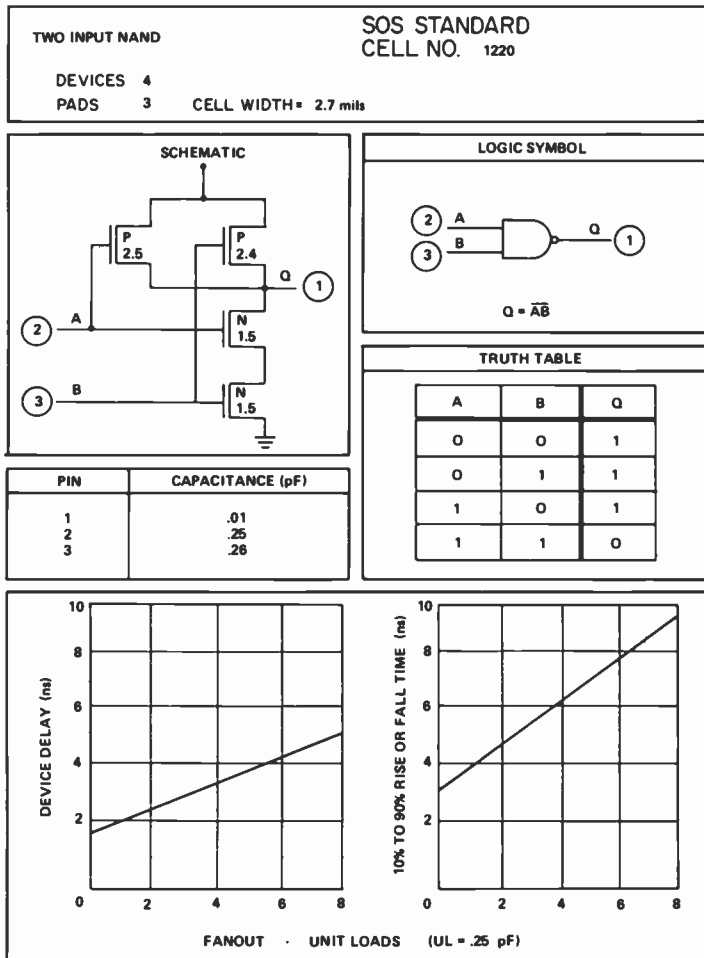 TWO INPUT NAND
SOS STANDARD
CELL NO. 1220
DEVICES 4
PADS 3 CELL WIDTH = 2.7 mils
SCHEMATIC
P
2.5
P
2.4
Q
1
A
2
N
1.5
B
3
N
1.5
LOGIC SYMBOL
2 A
3 B
Q 1
Q = A̅B̅
TRUTH TABLE
A B Q
0 0 1
0 1 1
1 0 1
1 1 0
PIN CAPACITANCE (pF)
1 .01
2 .25
3 .26
DEVICE DELAY (ns)
10
8
6
4
2
0 2 4 6 8
10% TO 90% RISE OR FALL TIME (ns)
10
8
6
4
2
0 2 4 6 8
FANOUT - UNIT LOADS (UL = .25 pF)